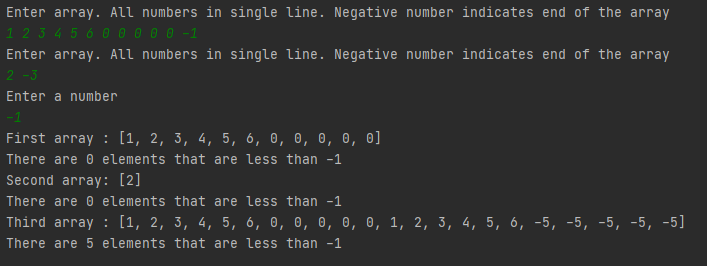 Enter array. All numbers in single line. Negative number indicates end of the array
1 2 3 4 5 6 0 0 0 0 0 -1
Enter array. All numbers in single line. Negative number indicates end of the array
2 -3
Enter a number
-1
First array : [1, 2, 3, 4, 5, 6, 0, 0, 0, 0, 0]
There are 0 elements that are less than -1
Second array: [2]
There are 0 elements that are less than -1
Third array : [1, 2, 3, 4, 5, 6, 0, 0, 0, 0, 0, 1, 2, 3, 4, 5, 6, -5, -5, -5, -5, -5]
There are 5 elements that are less than -1